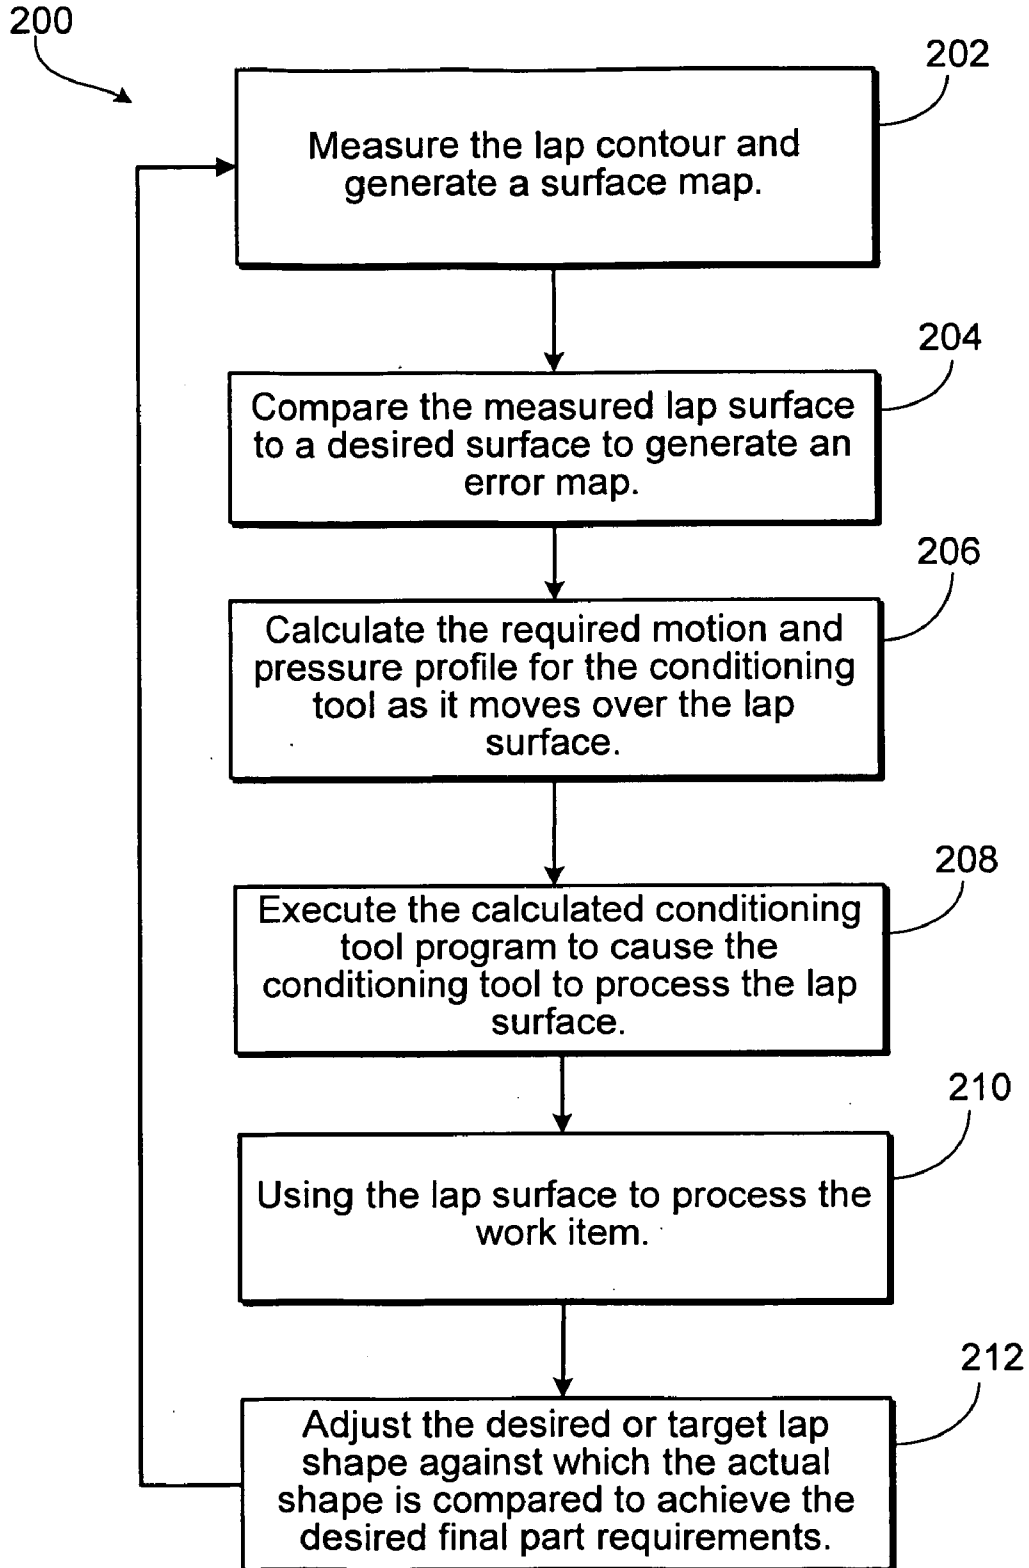 200
202
Measure the lap contour and
generate a surface map.
204
Compare the measured lap surface
to a desired surface to generate an
error map.
206
Calculate the required motion and
pressure profile for the conditioning
tool as it moves over the lap
surface.
208
Execute the calculated conditioning
tool program to cause the
conditioning tool to process the lap
surface.
210
Using the lap surface to process the
work item.
212
Adjust the desired or target lap
shape against which the actual
shape is compared to achieve the
desired final part requirements.